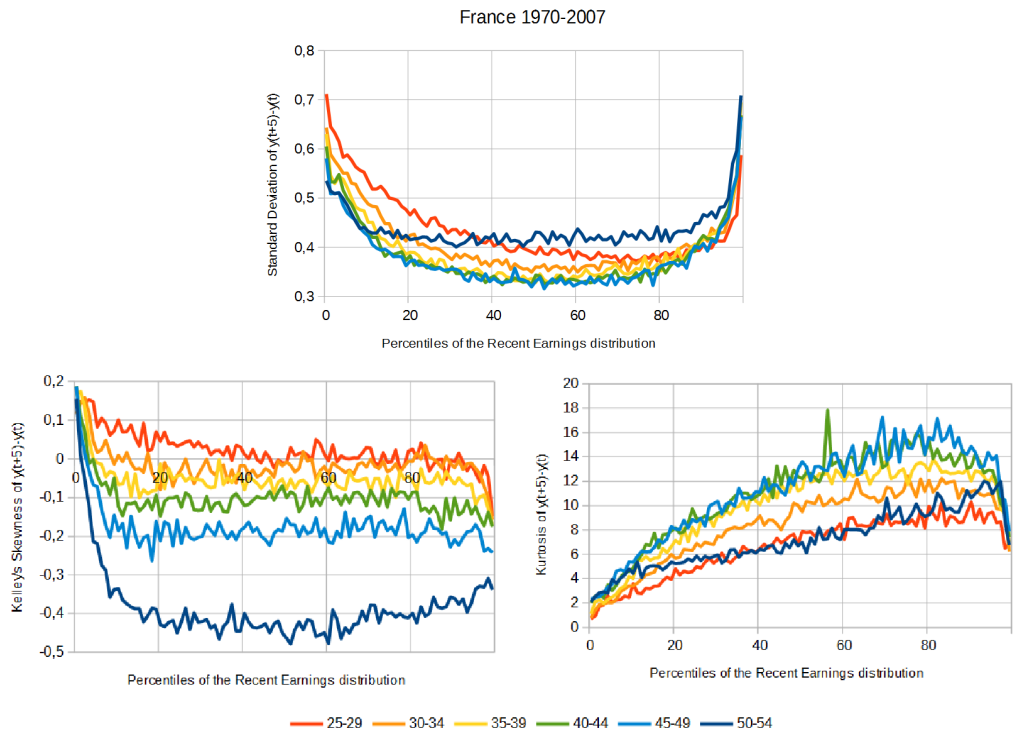 France 1970-2007
0,8
0,7
0,6
0,5
0,4
0,3
Standard Deviation of y(t+5)-y(t)
0 20 40 60 80
Percentiles of the Recent Earnings distribution
0,2
0,1
0
-0,1
-0,2
-0,3
-0,4
-0,5
Kelley's Skewness of y(t+5)-y(t)
0 20 40 60 80
Percentiles of the Recent Earnings distribution
20
18
16
14
12
10
8
6
4
2
0
Kurtosis of y(t+5)-y(t)
0 20 40 60 80
Percentiles of the Recent Earnings distribution
25-29 30-34 35-39 40-44 45-49 50-54